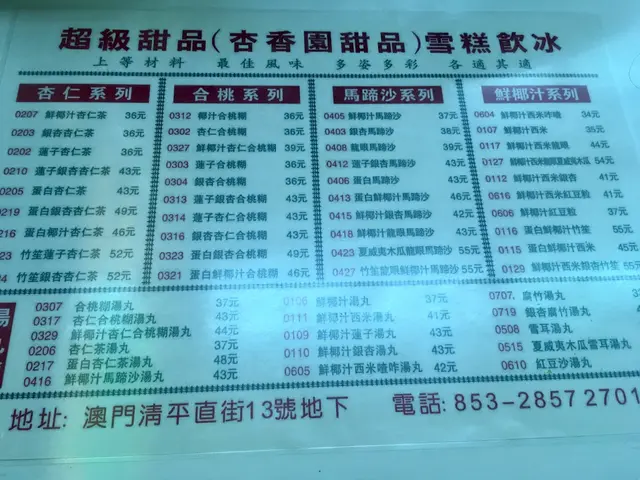 超級甜品(杏香園甜品)雪糕飲冰
上等材料 最佳風味 多姿多彩 各適其適
杏仁系列
0207 鮮椰汁杏仁茶 36元
0203 銀杏杏仁茶 36元
0202 蓮子杏仁茶 36元
0210 蓮子銀杏杏仁茶 43元
0205 蛋白杏仁茶 43元
0219 蛋白銀杏杏仁茶 49元
216 蛋白椰汁杏仁茶 46元
23 竹笙杏仁茶 52元
4 竹笙銀杏杏仁茶 52元
合桃系列
0312 椰汁合桃糊 36元
0302 杏仁合桃糊 36元
0327 鮮椰汁杏仁合桃糊 39元
0303 蓮子合桃糊 36元
0304 銀杏合桃糊 36元
0313 蓮子銀杏合桃糊 43元
0314 蓮子杏仁合桃糊 43元
0316 銀杏杏仁合桃糊 43元
0309 蛋白合桃糊 43元
0321 蛋白鮮椰汁合桃糊 46元
馬蹄沙系列
0405 鮮椰汁馬蹄沙 37元
0403 銀杏馬蹄沙 38元
0408 龍眼馬蹄沙 39元
0412 蓮子銀杏馬蹄沙 43元
0406 蛋白馬蹄沙 43元
0413 蛋白鮮椰汁馬蹄沙 46元
0415 鮮椰汁銀杏馬蹄沙 42元
0418 鮮椰汁龍眼馬蹄沙 43元
0423 夏威夷木瓜龍眼馬蹄沙 55元
0427 竹笙龍眼鮮椰汁馬蹄沙 55元
鮮椰汁系列
0604 鮮椰汁西米喳咋 34元
0107 鮮椰汁西米 35元
0117 鮮椰汁西米龍眼 44元
0127 鮮椰汁西米龍眼夏威夷木瓜 54元
0112 鮮椰汁西米銀杏 41元
0616 鮮椰汁西米紅豆粒 41元
0606 鮮椰汁紅豆粒 37元
0116 蛋白鮮椰汁竹笙 55元
0115 蛋白鮮椰汁西米 45元
0129 鮮椰汁西米銀杏竹笙 55元
湯
0307 合桃糊湯丸 37元
0317 杏仁合桃糊湯丸 44元
0329 鮮椰汁合桃糊湯丸 44元
0206 杏仁茶湯丸 37元
0217 蛋白杏仁茶湯丸 48元
0416 鮮椰汁馬蹄沙湯丸 43元
0106 鮮椰汁湯丸 37元
0111 鮮椰汁西米湯丸 41元
0109 鮮椰汁蓮子湯丸 43元
0110 鮮椰汁銀杏湯丸 43元
0605 鮮椰汁西米喳咋湯丸 42元
0707 腐竹湯丸
0719 銀杏腐竹湯丸
0508 雪耳湯丸
0515 夏威夷木瓜雪耳湯丸
0610 紅豆沙湯丸
地址: 澳門清平直街13號地下 電話: 853-2857 2701